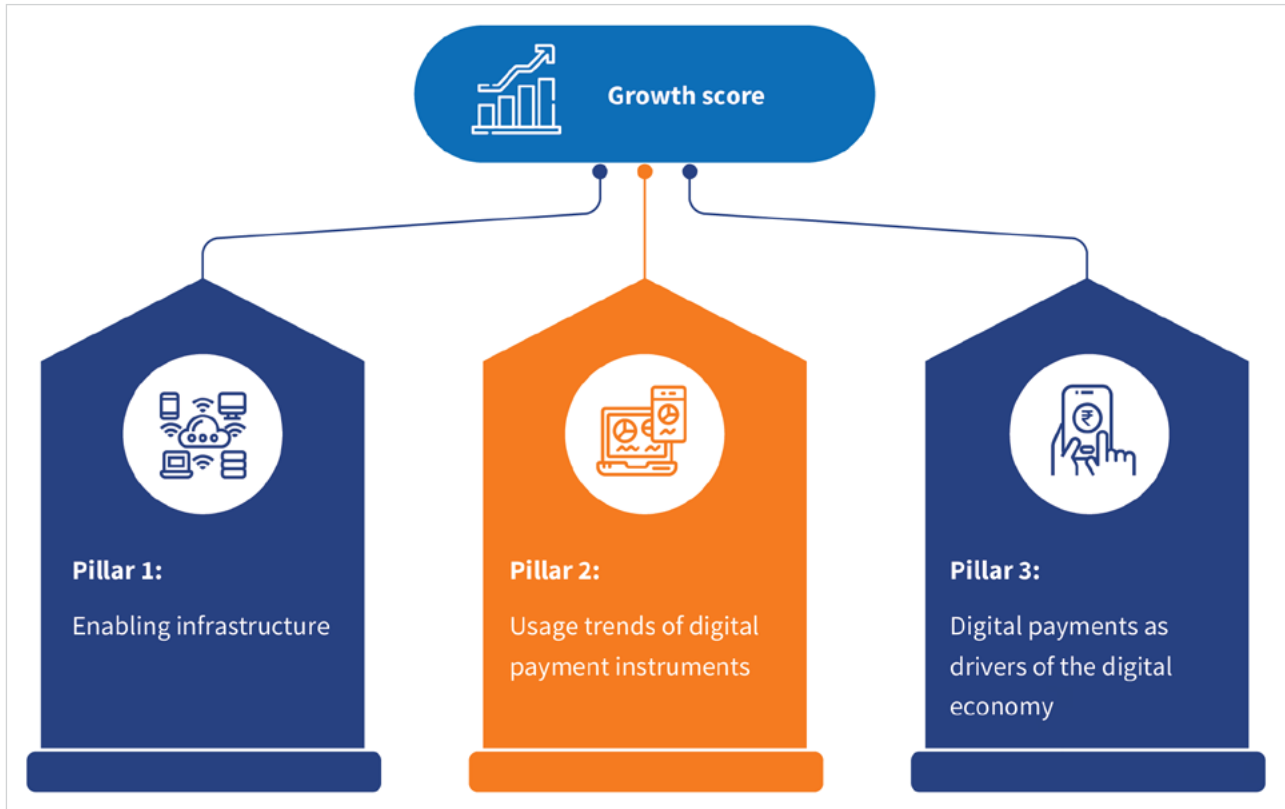 Growth score
Pillar 1:
Enabling infrastructure
Pillar 2:
Usage trends of digital
payment instruments
Pillar 3:
Digital payments as
drivers of the digital
economy